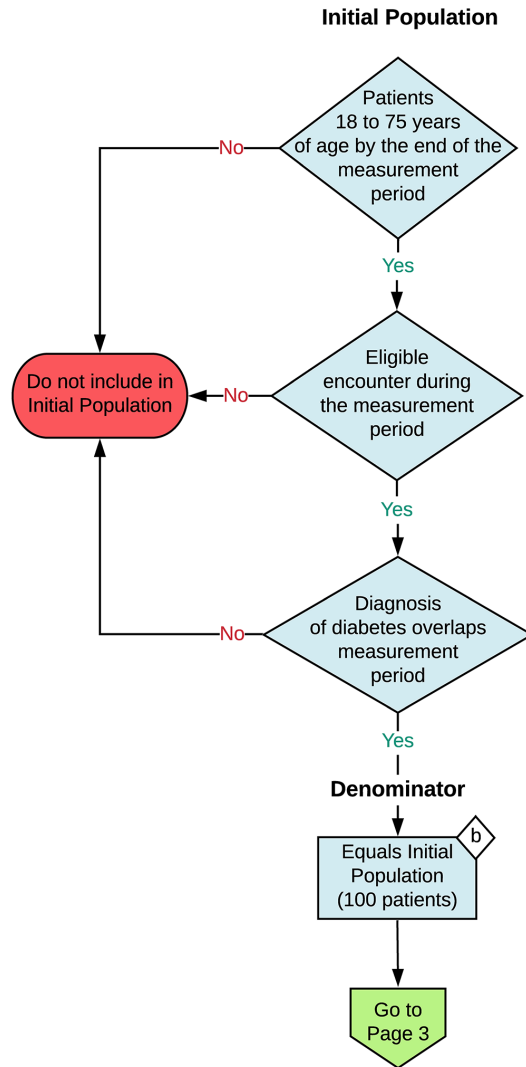 Initial Population
Patients
18 to 75 years
of age by the end of the
measurement
period
No
Yes
Eligible
encounter during
the measurement
period
Do not include in
Initial Population
No
Yes
Diagnosis
of diabetes overlaps
measurement
period
No
Yes
Denominator
b
Equals Initial
Population
(100 patients)
Go to
Page 3